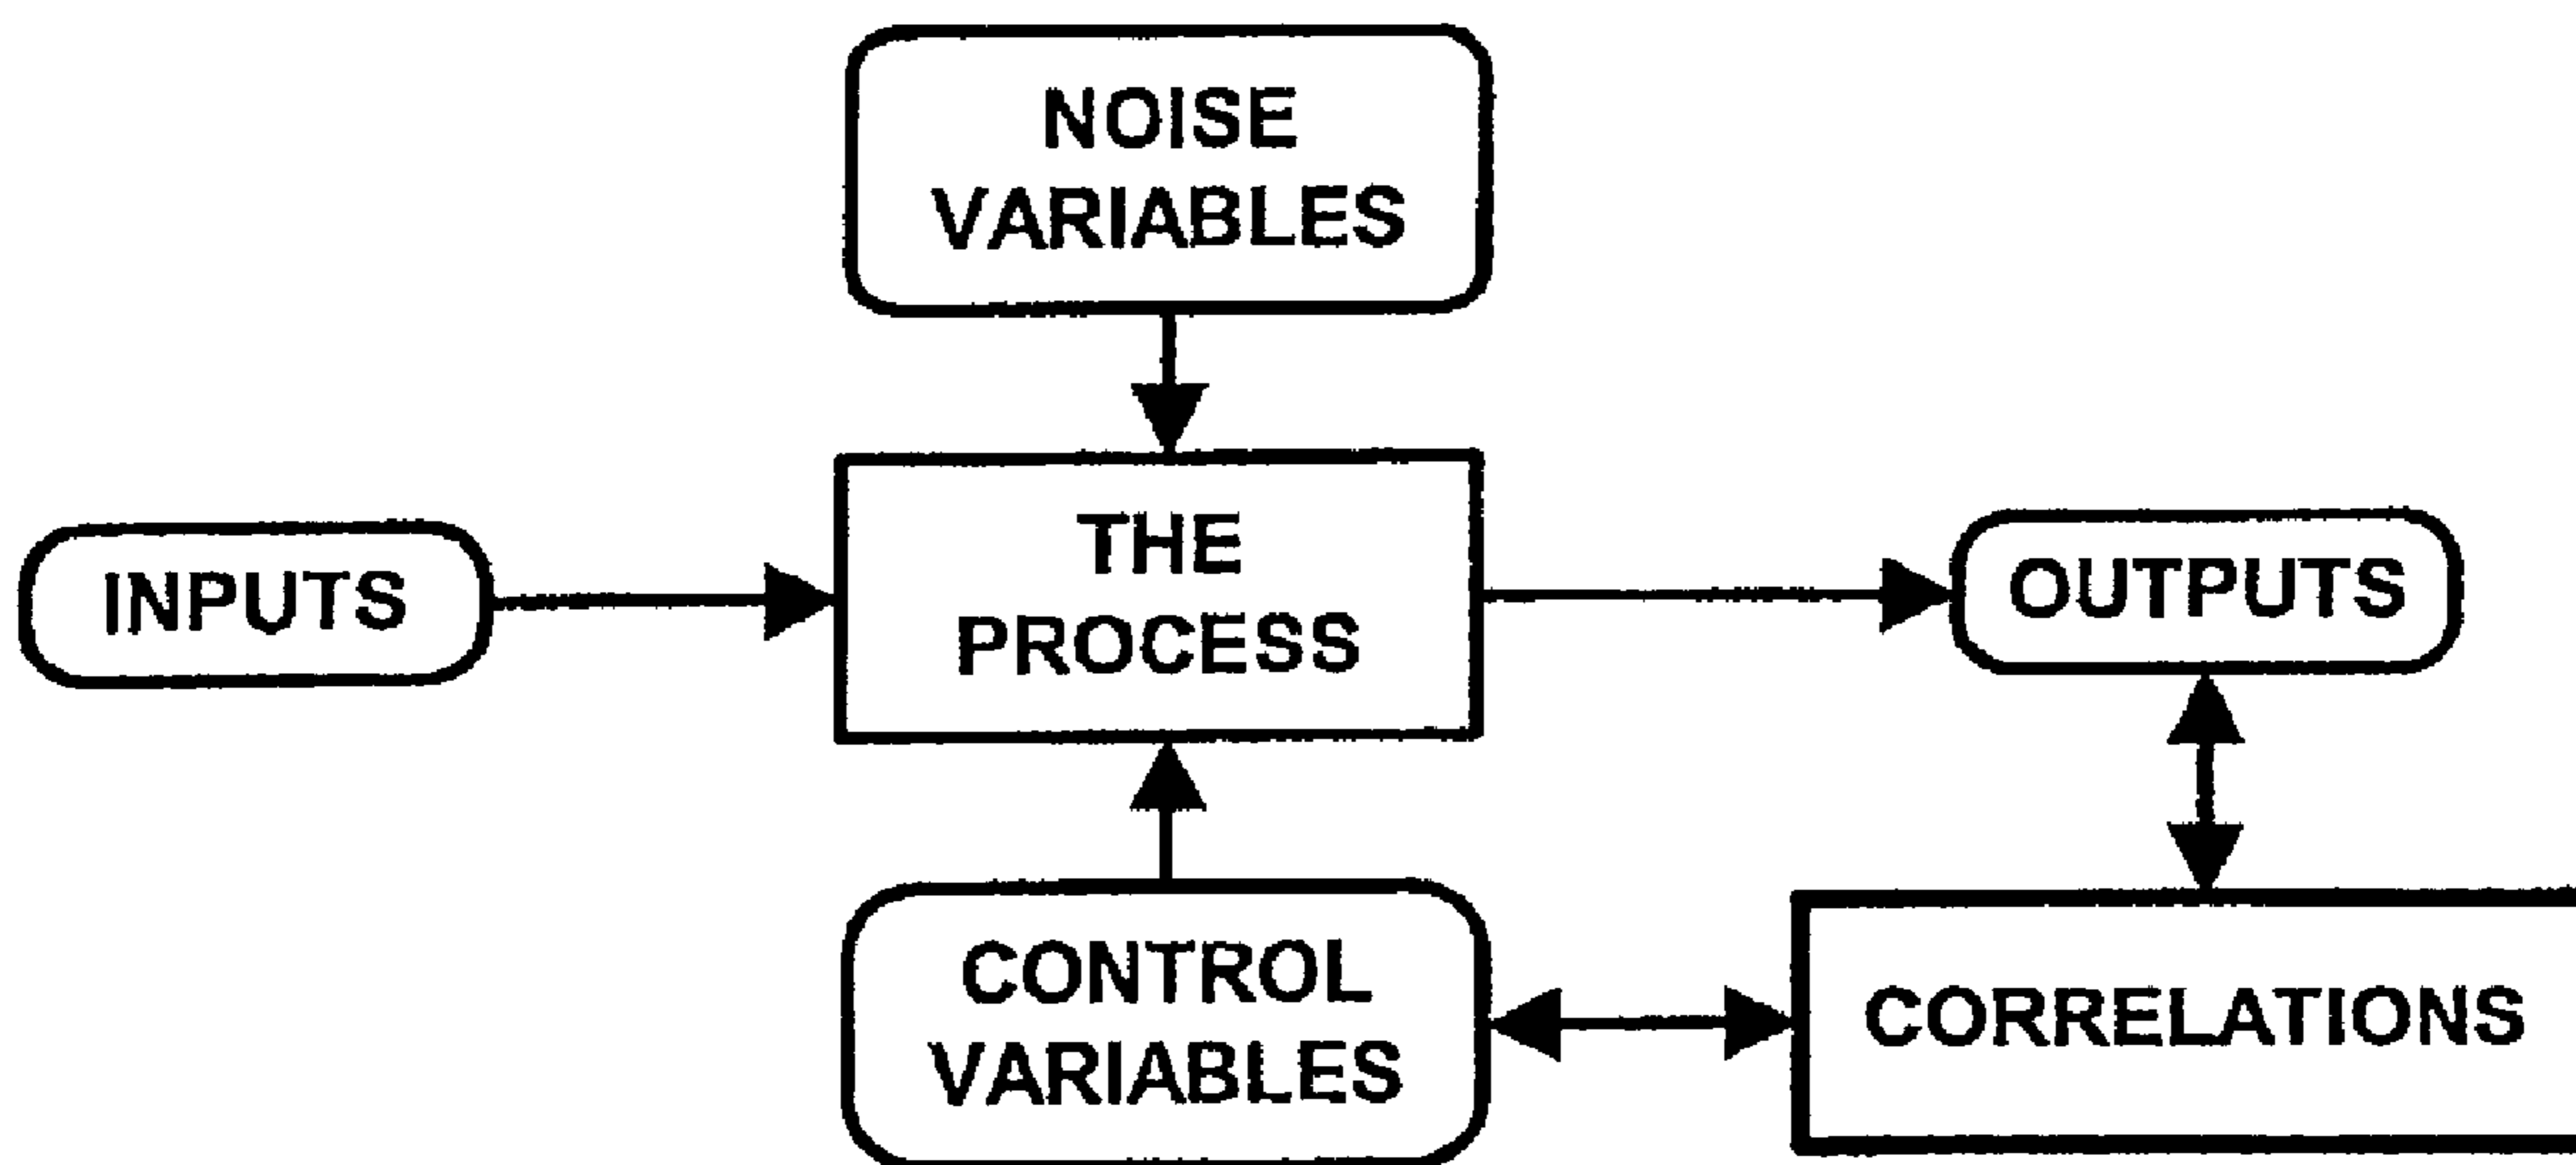 NOISE
VARIABLES
THE
PROCESS
INPUTS
OUTPUTS
CONTROL
VARIABLES
CORRELATIONS